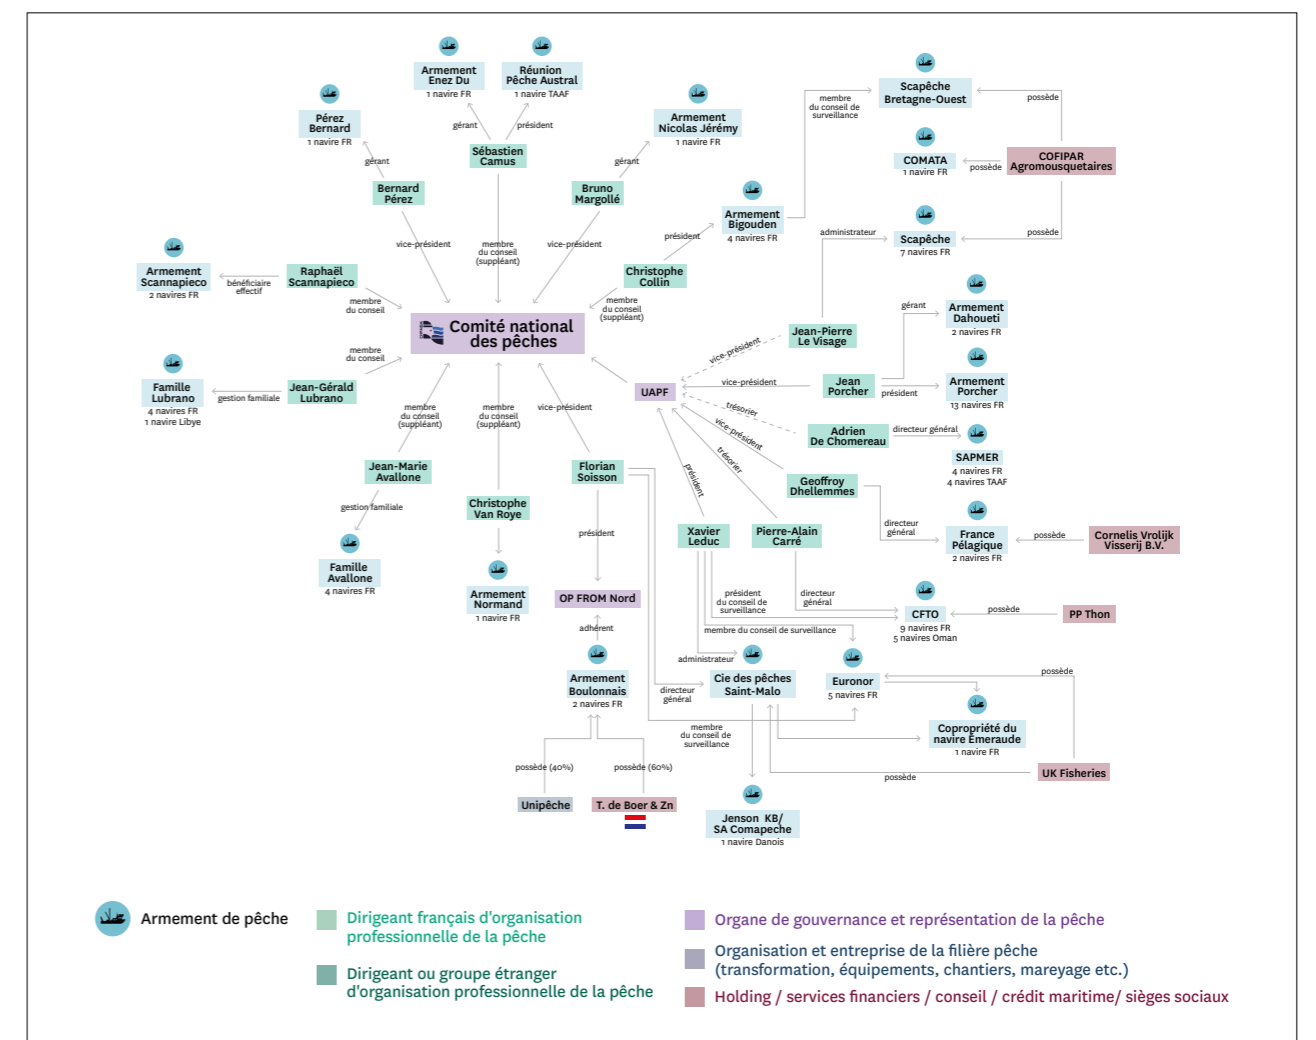 Armement
Enez Du
1 navire FR
Réunion
Pêche Austral
1 navire TAAF
Scapêche
Bretagne-Ouest
membre
du conseil de
surveillance
possède
Pérez
Bernard
1 navire FR
gérant
président
Armement
Nicolas Jérémy
1 navire FR
Sébastien
Camus
gérant
gérant
COMATA
1 navire FR
possède
COFIPAR
Agromousquetaires
Bernard
Pérez
Bruno
Margollé
Armement
Bigouden
4 navires FR
président
administrateur
Scapêche
7 navires FR
possède
vice-président
membre
du conseil
(suppléant)
vice-président
Armement
Scannapieco
2 navires FR
bénéficiaire
effectif
Raphaël
Scannapieco
Christophe
Collin
membre
du conseil
membre
du conseil
(suppléant)
gérant
Armement
Dahoueti
2 navires FR
Comité national
des pêches
Jean-Pierre
Le Visage
vice-président
membre
du conseil
Famille
Lubrano
4 navires FR
1 navire Libye
gestion familiale
Jean-Gérald
Lubrano
UAPF
vice-président
Jean
Porcher
président
Armement
Porcher
13 navires FR
membre
du conseil
(suppléant)
membre
du conseil
(suppléant)
vice-président
trésorier
Adrien
De Chomereau
directeur général
SAPMER
4 navires FR
4 navires TAAF
vice-président
trésorier
président
Jean-Marie
Avallone
Florian
Soisson
Geoffroy
Dhellemmes
gestion familiale
Christophe
Van Roye
Xavier
Leduc
Pierre-Alain
Carré
directeur
général
France
Pélagique
2 navires FR
possède
Cornelis Vrolijk
Visserij B.V.
président
Famille
Avallone
4 navires FR
Armement
Normand
1 navire FR
OP FROM Nord
président
du conseil de
surveillance
directeur
général
CFTO
9 navires FR
5 navires Oman
possède
PP Thon
adhérent
membre du conseil de surveillance
administrateur
Armement
Boulonnais
2 navires FR
directeur
général
Cie des pêches
Saint-Malo
Euronor
5 navires FR
possède
membre
du conseil de
surveillance
Copropriété du
navire Émeraude
1 navire FR
possède (40%)
possède (60%)
possède
UK Fisheries
Unipêche
T. de Boer & Zn
Jenson KB/
SA Comapeche
1 navire Danois
Armement de pêche
Dirigeant français d'organisation
professionnelle de la pêche
Dirigeant ou groupe étranger
d'organisation professionnelle de la pêche
Organe de gouvernance et représentation de la pêche
Organisation et entreprise de la filière pêche
(transformation, équipements, chantiers, mareyage etc.)
Holding / services financiers / conseil / crédit maritime/ sièges sociaux